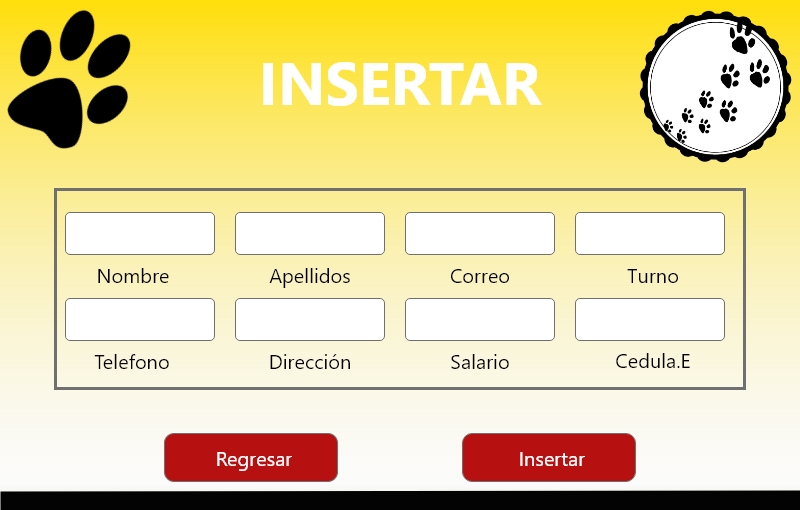 INSERTAR
Nombre Apellidos Correo Turno
Telefono Dirección Salario Cedula.E
Regresar Insertar